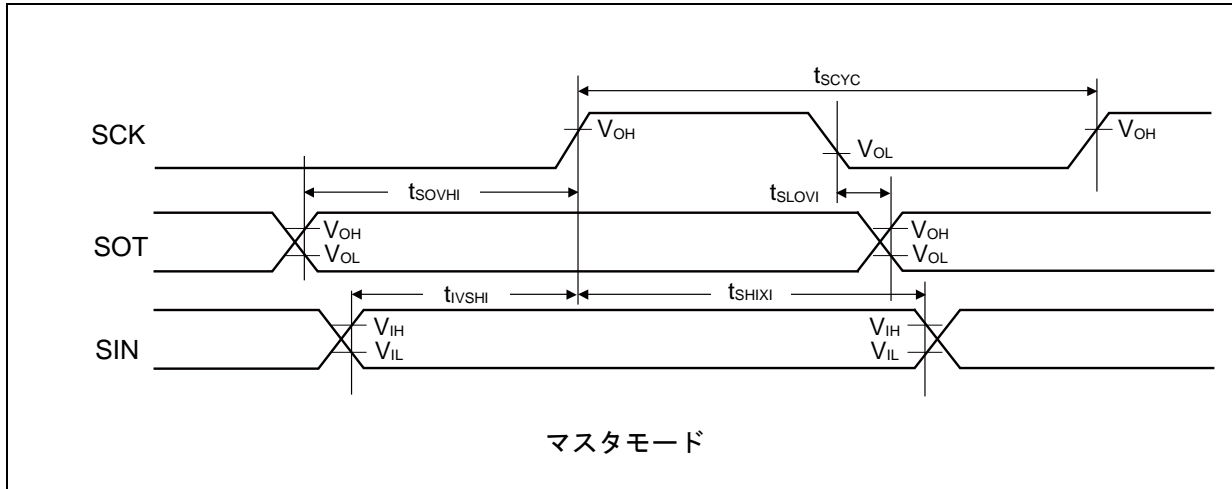 tSCYC
SCK
VOH
VOL
VOH
tSOVHI
tSLOVI
SOT
VOH
VOL
VOH
VOL
tIVSHI
tSHIXI
SIN
VIH
VIL
VIH
VIL
マスタモード